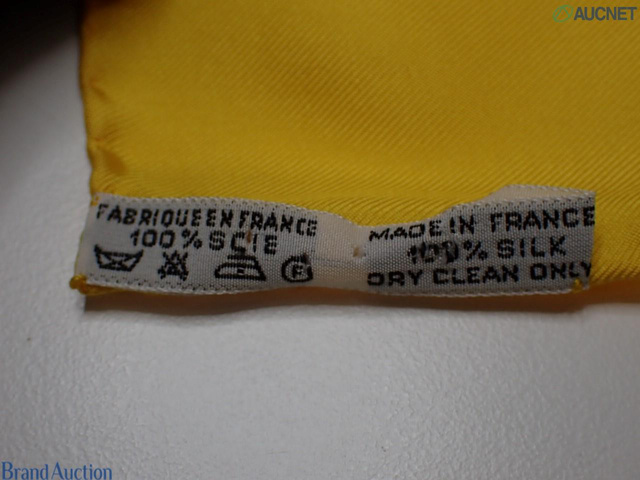 AUCNET
FABRIQUE EN FRANCE
100% SOIE
F
MADE IN FRANCE
100% SILK
DRY CLEAN ONLY
Brand Auction